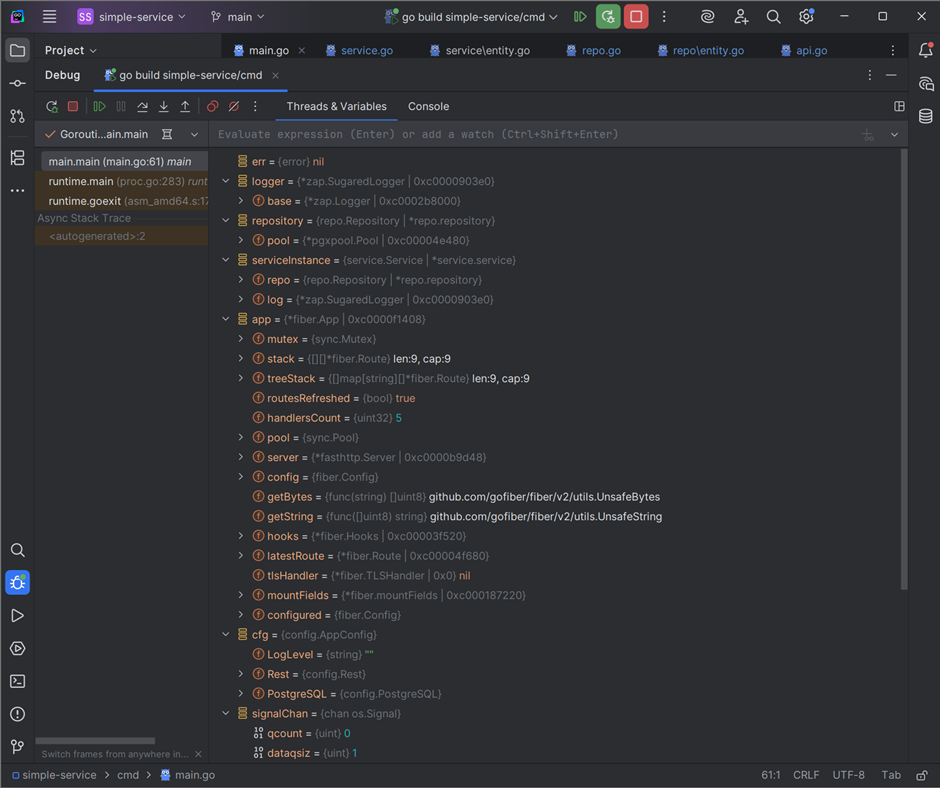 SS simple-service main go build simple-service/cmd
Project main.go service.go service\entity.go repo.go repo\entity.go api.go
Debug go build simple-service/cmd
Threads & Variables Console
Gorouti...ain.main Evaluate expression (Enter) or add a watch (Ctrl+Shift+Enter)
main.main (main.go:61) main
runtime.main (proc.go:283) runt
runtime.goexit (asm_amd64.s:17
Async Stack Trace
<autogenerated>:2
err = {error} nil
logger = {*zap.SugaredLogger | 0xc0000903e0}
base = {*zap.Logger | 0xc0002b8000}
repository = {repo.Repository | *repo.repository}
pool = {*pgxpool.Pool | 0xc00004e480}
serviceInstance = {service.Service | *service.service}
repo = {repo.Repository | *repo.repository}
log = {*zap.SugaredLogger | 0xc0000903e0}
app = {*fiber.App | 0xc0000f1408}
mutex = {sync.Mutex}
stack = {[][]*fiber.Route} len:9, cap:9
treeStack = {[]map[string][]*fiber.Route} len:9, cap:9
routesRefreshed = {bool} true
handlersCount = {uint32} 5
pool = {sync.Pool}
server = {*fasthttp.Server | 0xc0000b9d48}
config = {fiber.Config}
getBytes = {func(string) []uint8} github.com/gofiber/fiber/v2/utils.UnsafeBytes
getString = {func([]uint8) string} github.com/gofiber/fiber/v2/utils.UnsafeString
hooks = {*fiber.Hooks | 0xc00003f520}
latestRoute = {*fiber.Route | 0xc00004f680}
tlsHandler = {*fiber.TLSHandler | 0x0} nil
mountFields = {*fiber.mountFields | 0xc000187220}
configured = {fiber.Config}
cfg = {config.AppConfig}
LogLevel = {string} ""
Rest = {config.Rest}
PostgreSQL = {config.PostgreSQL}
signalChan = {chan os.Signal}
qcount = {uint} 0
dataqsiz = {uint} 1
Switch frames from anywhere in...
simple-service > cmd > main.go 61:1 CRLF UTF-8 Tab